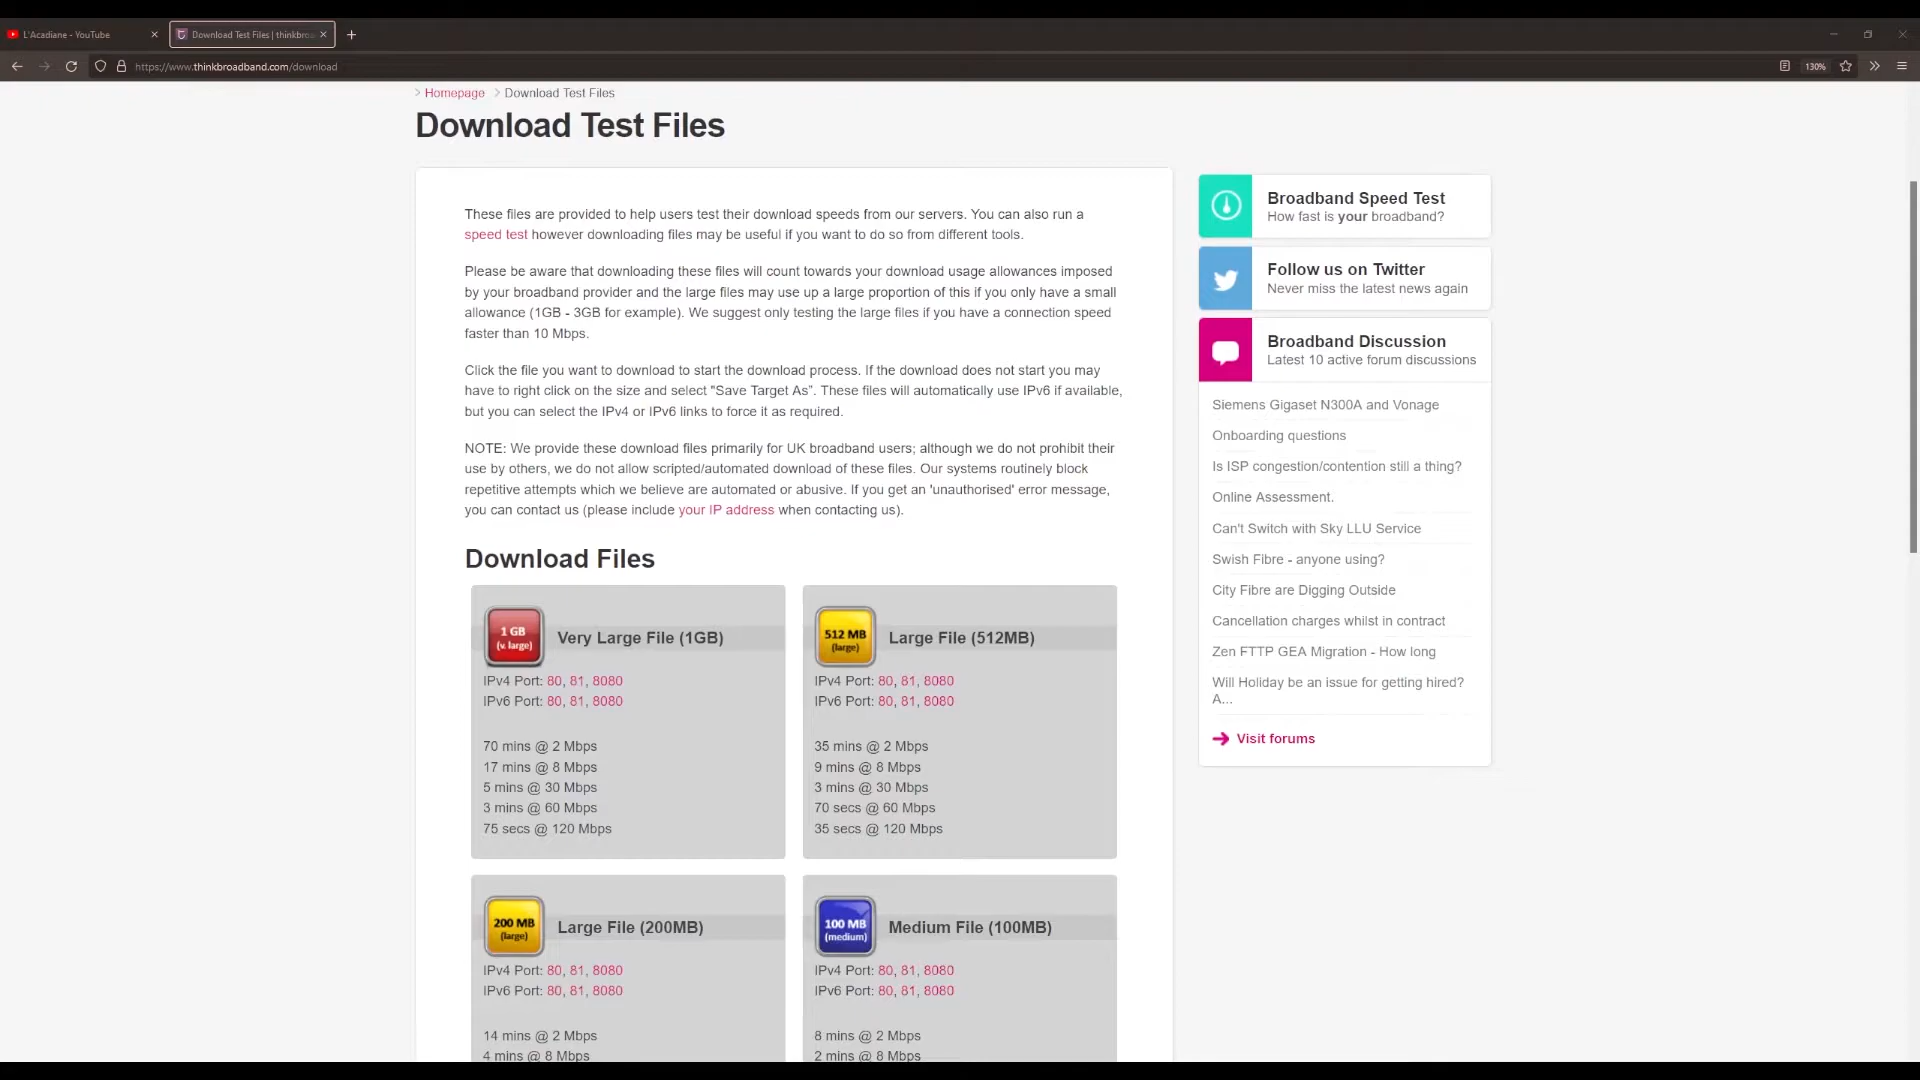 L'Acadiane - YouTube
Download Test Files | thinkbroa
https://www.thinkbroadband.com/download
130%
Homepage
Download Test Files
Download Test Files
These files are provided to help users test their download speeds from our servers. You can also run a
speed test however downloading files may be useful if you want to do so from different tools.
Please be aware that downloading these files will count towards your download usage allowances imposed
by your broadband provider and the large files may use up a large proportion of this if you only have a small
allowance (1GB - 3GB for example). We suggest only testing the large files if you have a connection speed
faster than 10 Mbps.
Click the file you want to download to start the download process. If the download does not start you may
have to right click on the size and select "Save Target As". These files will automatically use IPv6 if available,
but you can select the IPv4 or IPv6 links to force it as required.
NOTE: We provide these download files primarily for UK broadband users; although we do not prohibit their
use by others, we do not allow scripted/automated download of these files. Our systems routinely block
repetitive attempts which we believe are automated or abusive. If you get an 'unauthorised' error message,
you can contact us (please include your IP address when contacting us).
Download Files
1 GB
(v. large)
Very Large File (1GB)
IPv4 Port: 80, 81, 8080
IPv6 Port: 80, 81, 8080
70 mins @ 2 Mbps
17 mins @ 8 Mbps
5 mins @ 30 Mbps
3 mins @ 60 Mbps
75 secs @ 120 Mbps
512 MB
(large)
Large File (512MB)
IPv4 Port: 80, 81, 8080
IPv6 Port: 80, 81, 8080
35 mins @ 2 Mbps
9 mins @ 8 Mbps
3 mins @ 30 Mbps
70 secs @ 60 Mbps
35 secs @ 120 Mbps
200 MB
(large)
Large File (200MB)
IPv4 Port: 80, 81, 8080
IPv6 Port: 80, 81, 8080
14 mins @ 2 Mbps
4 mins @ 8 Mbps
100 MB
(medium)
Medium File (100MB)
IPv4 Port: 80, 81, 8080
IPv6 Port: 80, 81, 8080
8 mins @ 2 Mbps
2 mins @ 8 Mbps
Broadband Speed Test
How fast is your broadband?
Follow us on Twitter
Never miss the latest news again
Broadband Discussion
Latest 10 active forum discussions
Siemens Gigaset N300A and Vonage
Onboarding questions
Is ISP congestion/contention still a thing?
Online Assessment.
Can't Switch with Sky LLU Service
Swish Fibre - anyone using?
City Fibre are Digging Outside
Cancellation charges whilst in contract
Zen FTTP GEA Migration - How long
Will Holiday be an issue for getting hired?
A...
Visit forums